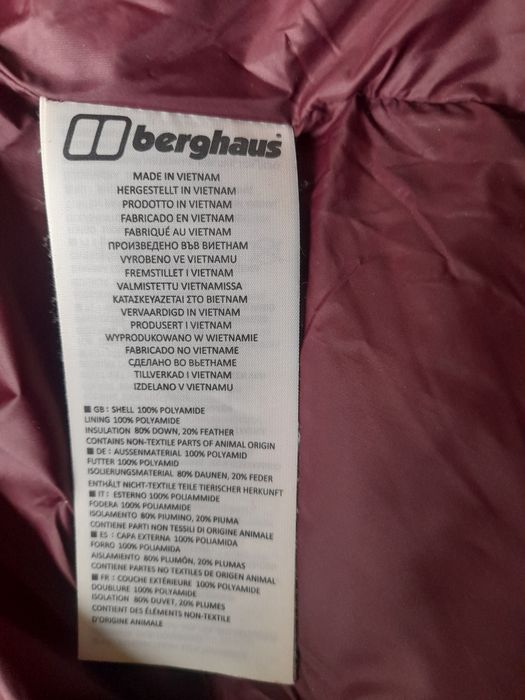 berghaus
MADE IN VIETNAM
HERGESTELLT IN VIETNAM
PRODOTTO IN VIETNAM
FABRICADO EN VIETNAM
FABRIQUÉ AU VIETNAM
ПРОИЗВЕДЕНО ВЪВ ВИЕТНАМ
VYROBENO VE VIETNAMU
FREMSTILLET I VIETNAM
VALMISTETTU VIETNAMISSA
ΚΑΤΑΣΚΕΥΑΖΕΤΑΙ ΣΤΟ ΒΙΕΤΝΑΜ
VERVAARDIGD IN VIETNAM
PRODUSERT I VIETNAM
WYPRODUKOWANO W WIETNAMIE
FABRICADO NO VIETNAME
СДЕЛАНО ВО ВЬЕТНАМЕ
TILLVERKAD I VIETNAM
IZDELANO V VIETNAMU
GB : SHELL 100% POLYAMIDE
LINING 100% POLYAMIDE
INSULATION 80% DOWN, 20% FEATHER
CONTAINS NON-TEXTILE PARTS OF ANIMAL ORIGIN
DE : AUSSENMATERIAL 100% POLYAMID
FUTTER 100% POLYAMID
ISOLIERUNGSMATERIAL 80% DAUNEN, 20% FEDER
ENTHÄLT NICHT-TEXTILE TEILE TIERISCHER HERKUNFT
IT : ESTERNO 100% POLIAMMIDE
FODERA 100% POLIAMMIDE
ISOLAMENTO 80% PIUMINO, 20% PIUMA
CONTIENE PARTI NON TESSILI DI ORIGINE ANIMALE
ES : CAPA EXTERNA 100% POLIAMIDA
FORRO 100% POLIAMIDA
AISLAMIENTO 80% PLUMÓN, 20% PLUMAS
CONTIENE PARTES NO TEXTILES DE ORIGEN ANIMAL
FR : COUCHE EXTÉRIEURE 100% POLYAMIDE
DOUBLURE 100% POLYAMIDE
ISOLATION 80% DUVET, 20% PLUMES
CONTIENT DES ÉLÉMENTS NON-TEXTILE
D'ORIGINE ANIMALE